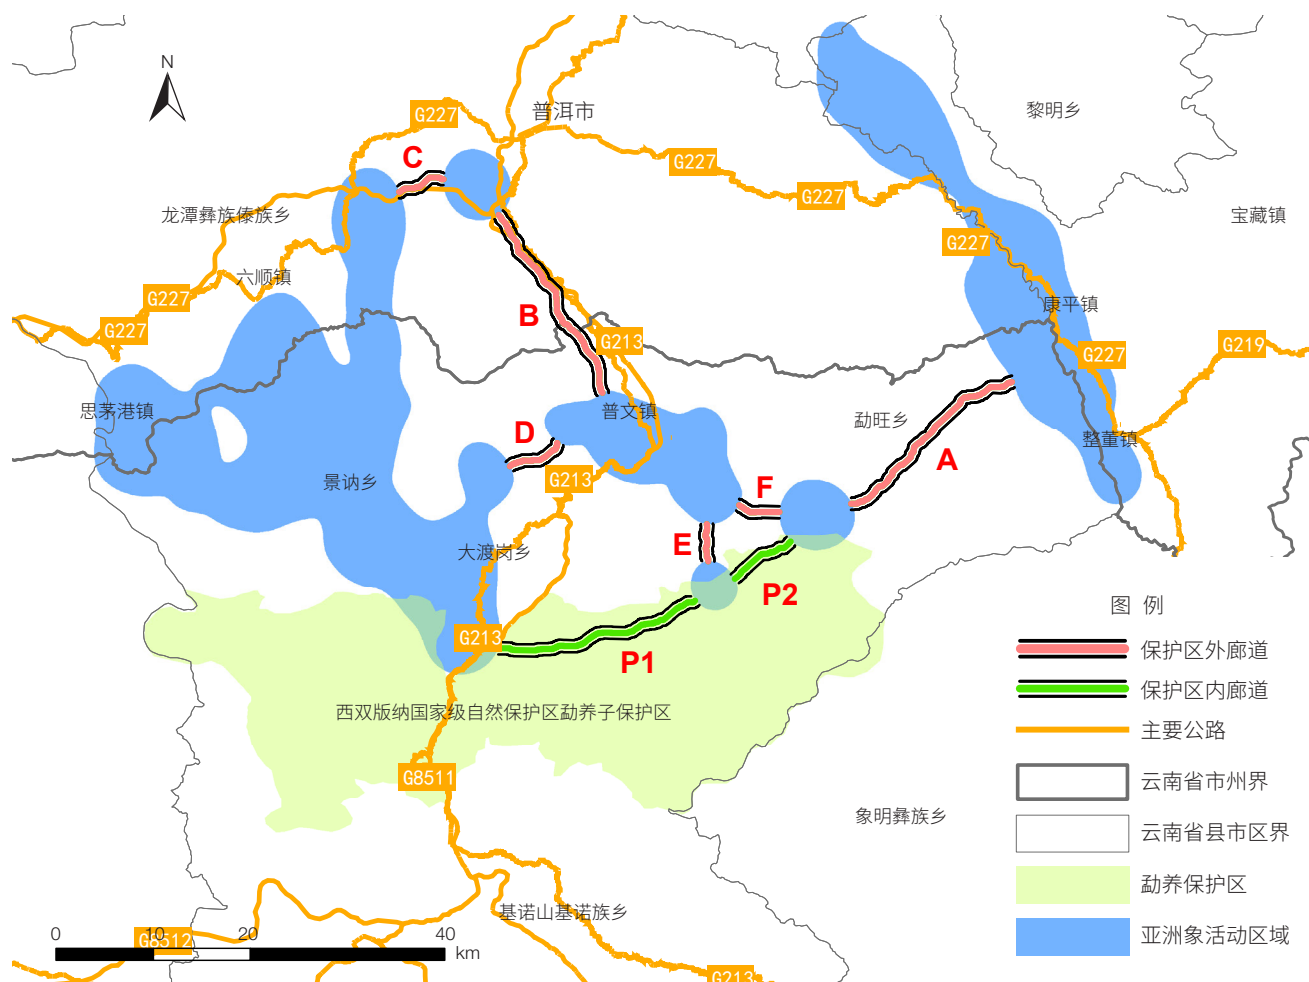 N
G227
普洱市
黎明乡
C
G227
G227
龙潭彝族傣族乡
宝藏镇
G227
六顺镇
G227
康平镇
G227
B
G213
G219
G227
思茅港镇
普文镇
勐旺乡
D
整董镇
A
景讷乡
G213
F
大渡岗乡
E
P2
图 例
G213
P1
保护区外廊道
保护区内廊道
西双版纳国家级自然保护区勐养子保护区
主要公路
G8511
云南省市州界
象明彝族乡
云南省县市区界
勐养保护区
基诺山基诺族乡
亚洲象活动区域
0 10 20 40
km
G8512
G213